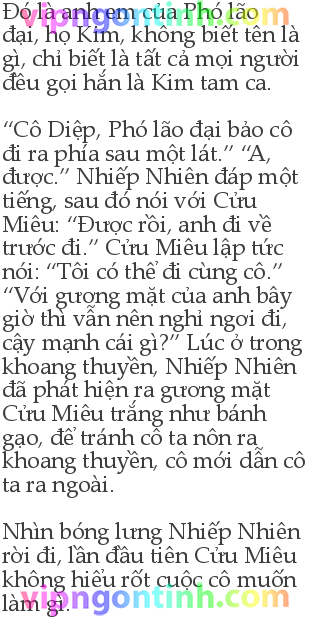 Đó là anh em của Phó lão
đại, họ Kim, không biết tên là
gì, chỉ biết là tất cả mọi người
đều gọi hắn là Kim tam ca.
“Cô Diệp, Phó lão đại bảo cô
đi ra phía sau một lát.” “A,
được.” Nhiếp Nhiên đáp một
tiếng, sau đó nói với Cửu
Miêu: “Được rồi, anh đi về
trước đi.” Cửu Miêu lập tức
nói: “Tôi có thể đi cùng cô.”
“Với gương mặt của anh bây
giờ thì vẫn nên nghỉ ngơi đi,
cậy mạnh cái gì?” Lúc ở trong
khoang thuyền, Nhiếp Nhiên
đã phát hiện ra gương mặt
Cửu Miêu trắng như bánh
gạo, để tránh cô ta nôn ra
khoang thuyền, cô mới dẫn cô
ta ra ngoài.
Nhìn bóng lưng Nhiếp Nhiên
rời đi, lần đầu tiên Cửu Miêu
không hiểu rốt cuộc cô muốn
làm gì.
vipngontinh.com
vipngontinh.com
vipngontinh.com